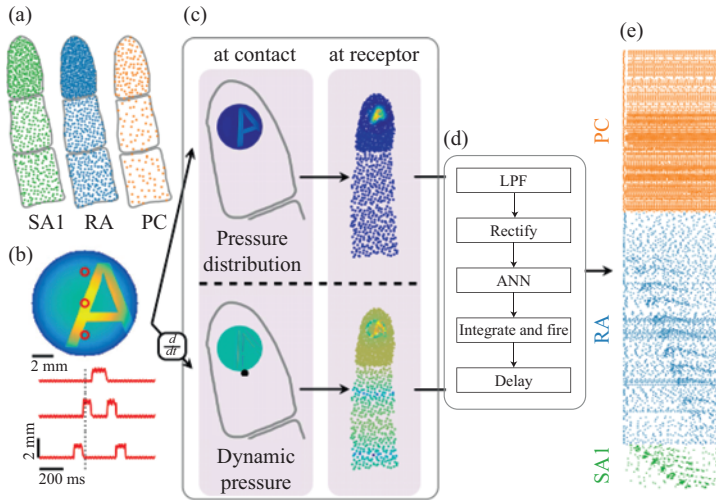 (a)
SA1 RA PC
(b)
A
2 mm
2 mm
200 ms
(c)
at contact at receptor
A
Pressure
distribution
d
dt
Dynamic
pressure
(d)
LPF
Rectify
ANN
Integrate and fire
Delay
(e)
PC
RA
SA1